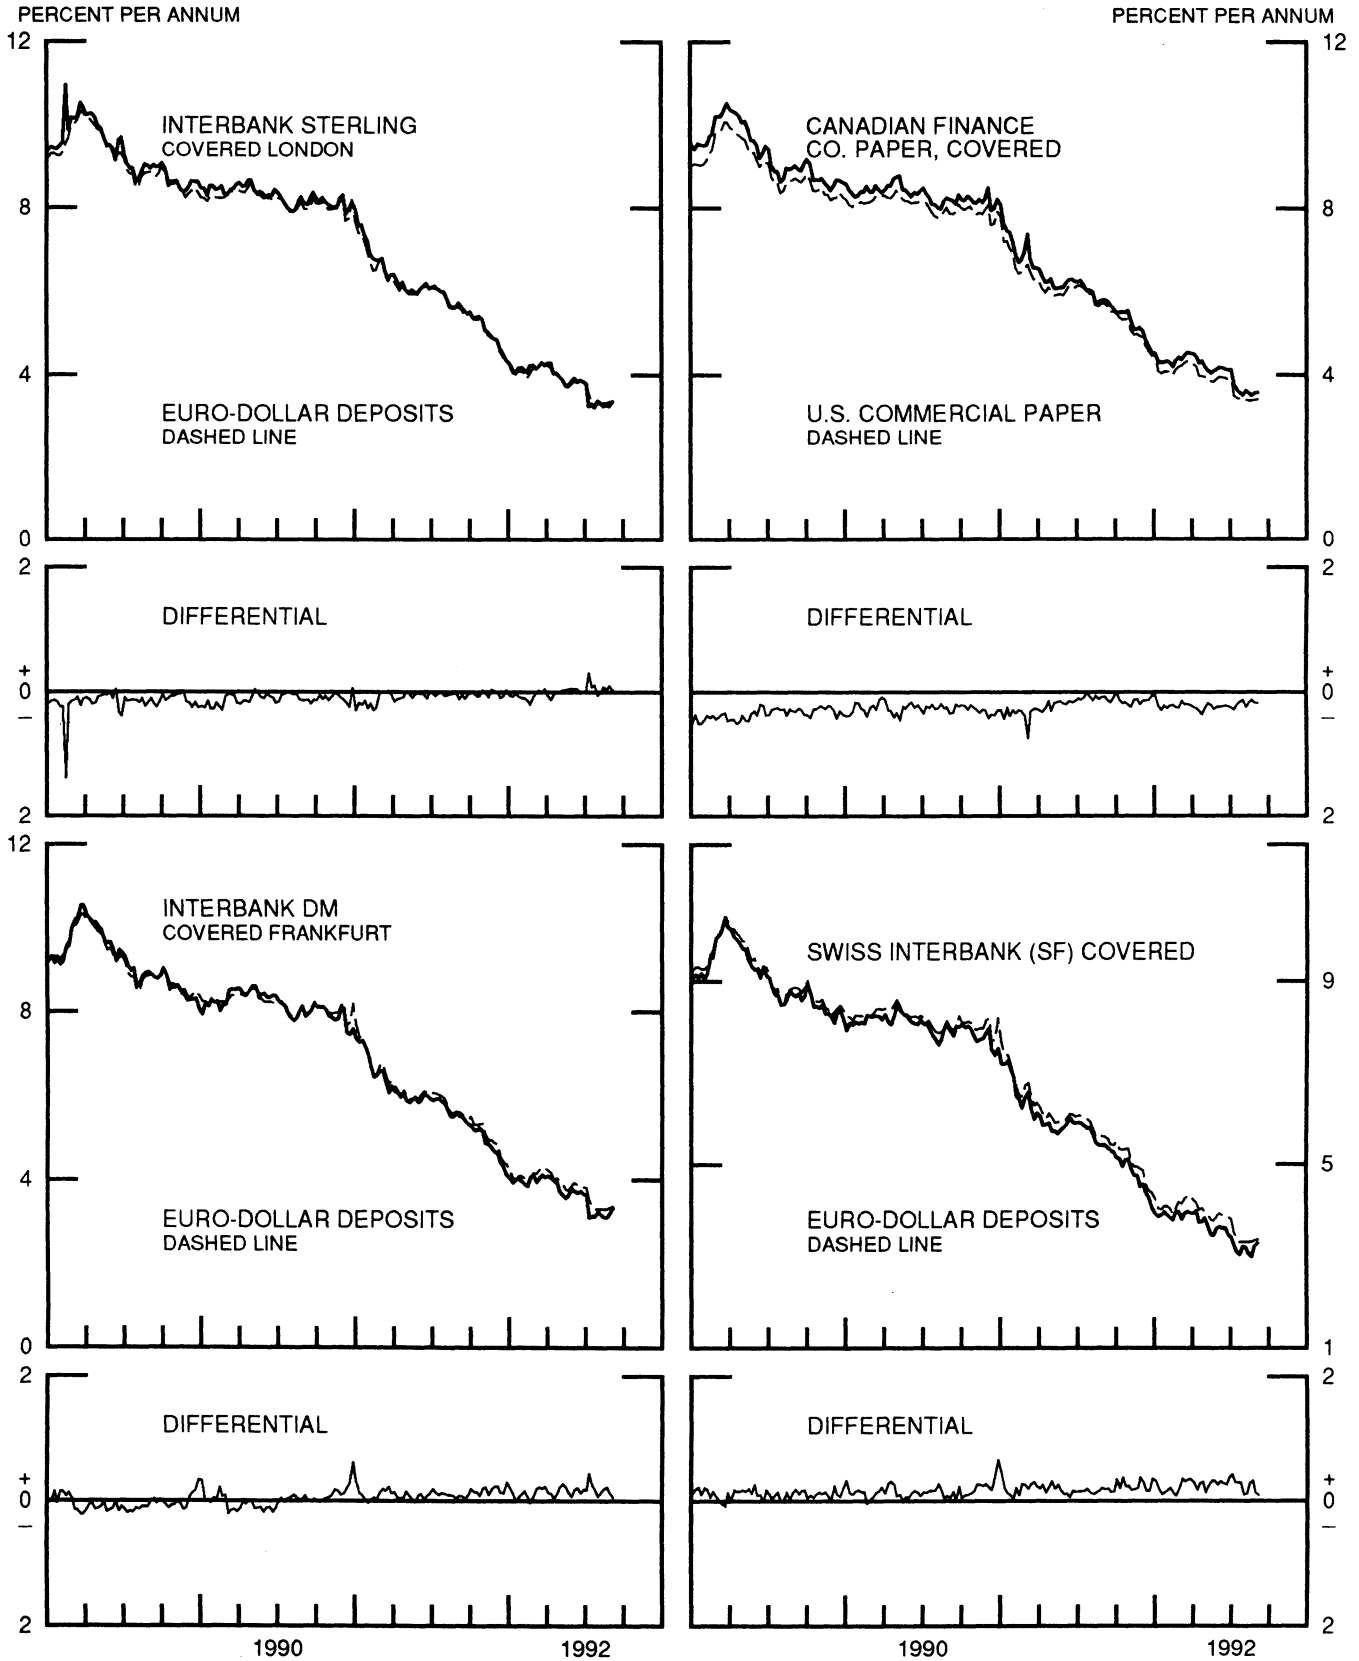 PERCENT PER ANNUM
PERCENT PER ANNUM
12
12
INTERBANK STERLING
COVERED LONDON
CANADIAN FINANCE
CO. PAPER, COVERED
8
8
4
4
EURO-DOLLAR DEPOSITS
DASHED LINE
U.S. COMMERCIAL PAPER
DASHED LINE
0
0
2
2
DIFFERENTIAL
DIFFERENTIAL
+
0
–
+
0
–
2
2
12
INTERBANK DM
COVERED FRANKFURT
SWISS INTERBANK (SF) COVERED
9
8
5
4
EURO-DOLLAR DEPOSITS
DASHED LINE
EURO-DOLLAR DEPOSITS
DASHED LINE
0
1
2
2
DIFFERENTIAL
DIFFERENTIAL
+
0
–
+
0
–
2
2
1990
1992
1990
1992